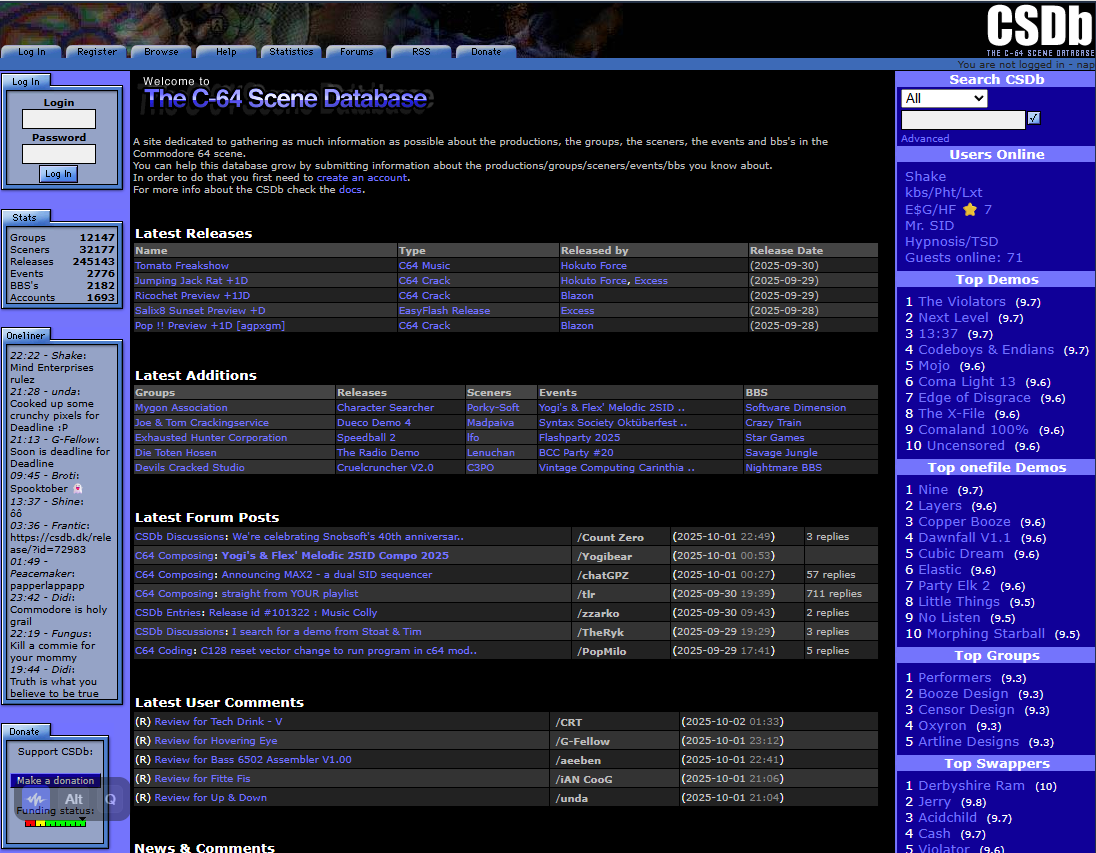 Log In Register Browse Help Statistics Forums RSS Donate
CSDb
THE C-64 SCENE DATABASE
You are not logged in - nap
Log In
Login
Password
Log In
Stats
Groups 12147
Sceners 32177
Releases 245143
Events 2776
BBS's 2182
Accounts 1693
Oneliner
22:22 - Shake:
Mind Enterprises
rulez
21:28 - unda:
Cooked up some
crunchy pixels for
Deadline :P
21:13 - G-Fellow:
Soon is deadline for
Deadline
09:45 - Broti:
Spooktober 👻
13:37 - Shine:
ôô
03:36 - Frantic:
https://csdb.dk/rele
ase/?id=72983
01:49 -
Peacemaker:
papperlappapp
23:42 - Didi:
Commodore is holy
grail
22:19 - Fungus:
Kill a commie for
your mommy
19:44 - Didi:
Truth is what you
believe to be true
Donate
Support CSDb:
Make a donation
Alt Q
Funding status:
Welcome to
The C-64 Scene Database
A site dedicated to gathering as much information as possible about the productions, the groups, the sceners, the events and bbs's in the
Commodore 64 scene.
You can help this database grow by submitting information about the productions/groups/sceners/events/bbs you know about.
In order to do that you first need to create an account.
For more info about the CSDb check the docs.
Latest Releases
Name Type Released by Release Date
Tomato Freakshow C64 Music Hokuto Force (2025-09-30)
Jumping Jack Rat +1D C64 Crack Hokuto Force, Excess (2025-09-29)
Ricochet Preview +1JD C64 Crack Blazon (2025-09-29)
Salix8 Sunset Preview +D EasyFlash Release Excess (2025-09-28)
Pop !! Preview +1D [agpxgm] C64 Crack Blazon (2025-09-28)
Latest Additions
Groups Releases Sceners Events BBS
Mygon Association Character Searcher Porky-Soft Yogi's & Flex' Melodic 2SID .. Software Dimension
Joe & Tom Crackingservice Dueco Demo 4 Madpaiva Syntax Society Oktüberfest .. Crazy Train
Exhausted Hunter Corporation Speedball 2 lfo Flashparty 2025 Star Games
Die Toten Hosen The Radio Demo Lenuchan BCC Party #20 Savage Jungle
Devils Cracked Studio Cruelcruncher V2.0 C3PO Vintage Computing Carinthia .. Nightmare BBS
Latest Forum Posts
CSDb Discussions: We're celebrating Snobsoft's 40th anniversar.. /Count Zero (2025-10-01 22:49) 3 replies
C64 Composing: Yogi's & Flex' Melodic 2SID Compo 2025 /Yogibear (2025-10-01 00:53)
C64 Composing: Announcing MAX2 - a dual SID sequencer /chatGPZ (2025-10-01 00:27) 57 replies
C64 Composing: straight from YOUR playlist /tlr (2025-09-30 19:39) 711 replies
CSDb Entries: Release id #101322 : Music Colly /zzarko (2025-09-30 09:43) 2 replies
CSDb Discussions: I search for a demo from Stoat & Tim /TheRyk (2025-09-29 19:29) 3 replies
C64 Coding: C128 reset vector change to run program in c64 mod.. /PopMilo (2025-09-29 17:41) 5 replies
Latest User Comments
(R) Review for Tech Drink - V /CRT (2025-10-02 01:33)
(R) Review for Hovering Eye /G-Fellow (2025-10-01 23:12)
(R) Review for Bass 6502 Assembler V1.00 /aeeben (2025-10-01 22:41)
(R) Review for Fitte Fis /iAN CooG (2025-10-01 21:06)
(R) Review for Up & Down /unda (2025-10-01 21:04)
News & Comments
Search CSDb
All
Advanced
Users Online
Shake
kbs/Pht/Lxt
E$G/HF ⭐ 7
Mr. SID
Hypnosis/TSD
Guests online: 71
Top Demos
1 The Violators (9.7)
2 Next Level (9.7)
3 13:37 (9.7)
4 Codeboys & Endians (9.7)
5 Mojo (9.6)
6 Coma Light 13 (9.6)
7 Edge of Disgrace (9.6)
8 The X-File (9.6)
9 Comaland 100% (9.6)
10 Uncensored (9.6)
Top onefile Demos
1 Nine (9.7)
2 Layers (9.6)
3 Copper Booze (9.6)
4 Dawnfall V1.1 (9.6)
5 Cubic Dream (9.6)
6 Elastic (9.6)
7 Party Elk 2 (9.6)
8 Little Things (9.5)
9 No Listen (9.5)
10 Morphing Starball (9.5)
Top Groups
1 Performers (9.3)
2 Booze Design (9.3)
3 Censor Design (9.3)
4 Oxyron (9.3)
5 Artline Designs (9.3)
Top Swappers
1 Derbyshire Ram (10)
2 Jerry (9.8)
3 Acidchild (9.7)
4 Cash (9.7)
5 Violator (9.6)